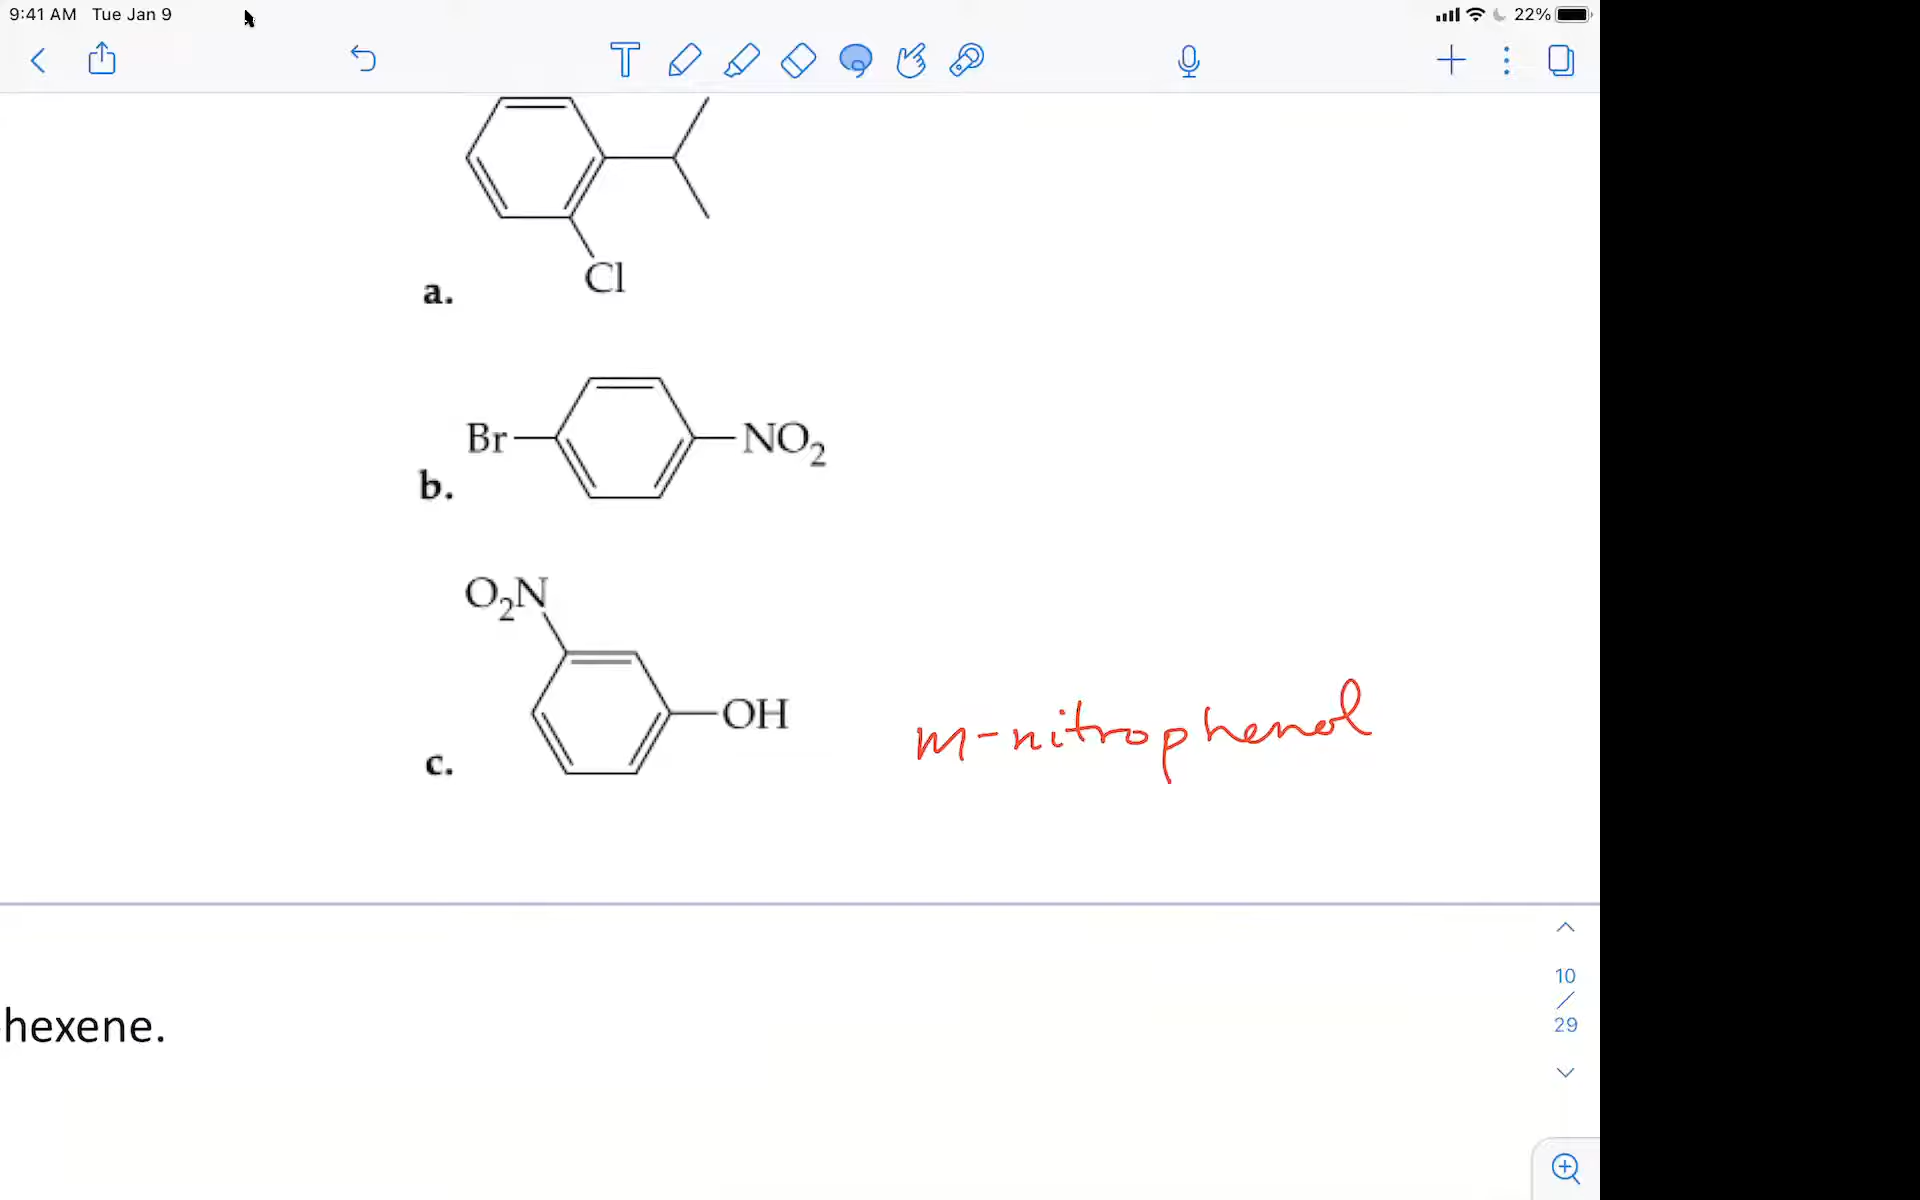 9:41 AM Tue Jan 9
22%
T
Cl
a.
Br NO₂
b.
O₂N
OH
m-nitrophenol
c.
10
/
29
hexene.